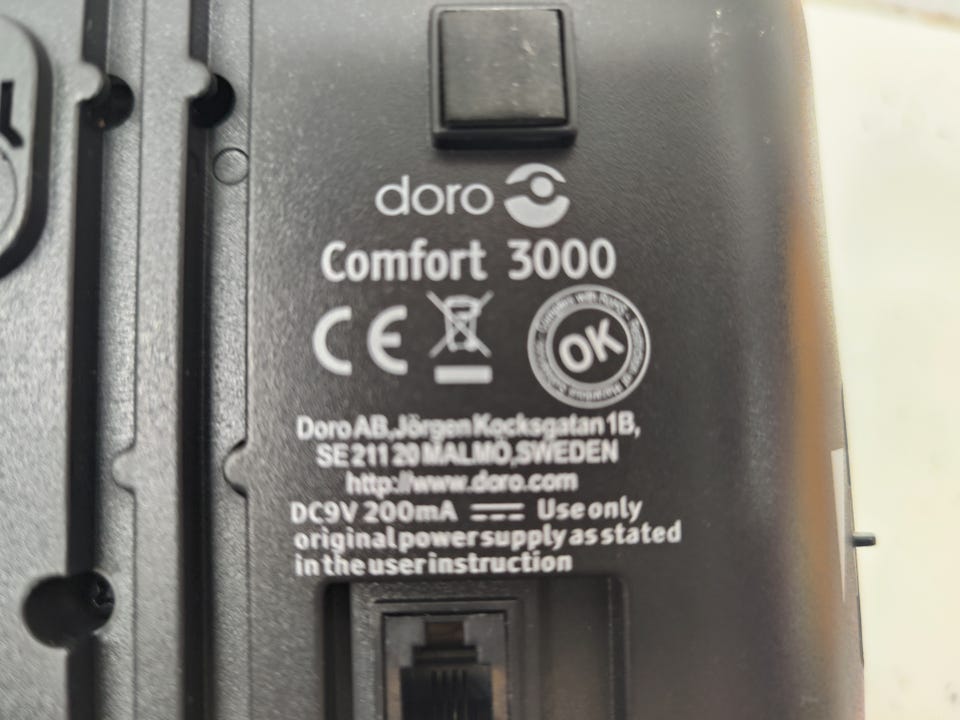 doro
Comfort 3000
CE
OK
Doro AB,Jörgen Kocksgatan 1B,
SE 211 20 MALMÖ,SWEDEN
http://www.doro.com
DC9V 200mA Use only
original power supply as stated
in the user instruction